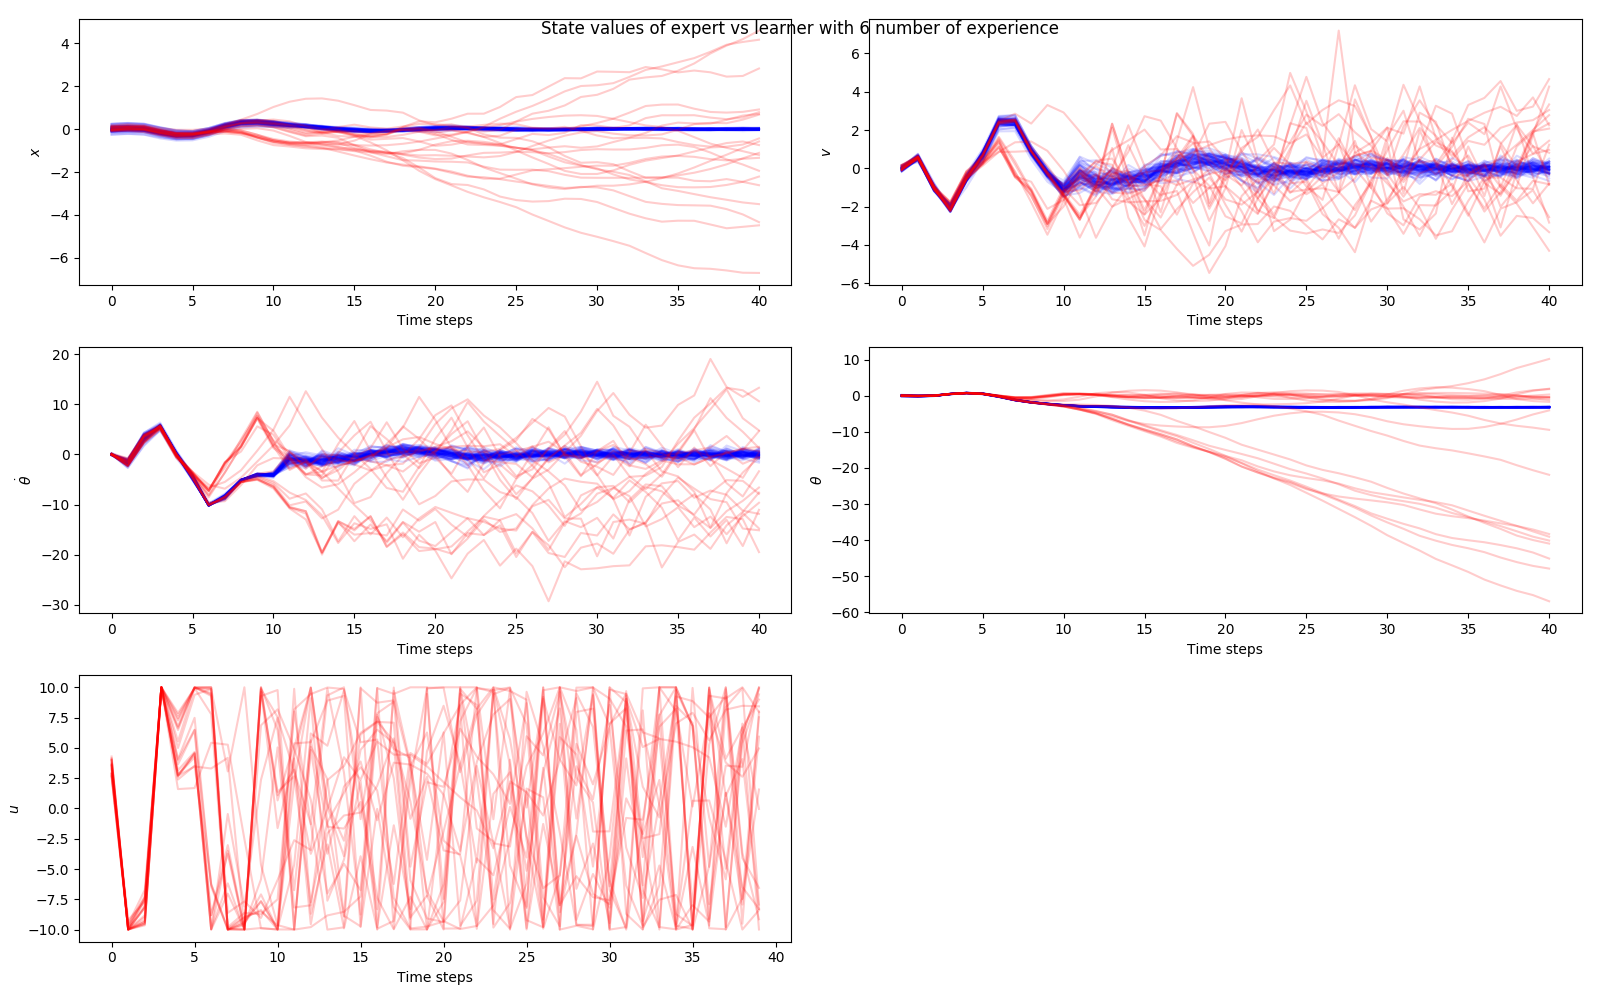 State values of expert vs learner with 6 number of experience
4
2
0
−2
−4
−6
x
0 5 10 15 20 25 30 35 40
Time steps
6
4
2
0
−2
−4
−6
v
0 5 10 15 20 25 30 35 40
Time steps
20
10
0
−10
−20
−30
θ̇
0 5 10 15 20 25 30 35 40
Time steps
10
0
−10
−20
−30
−40
−50
−60
θ
0 5 10 15 20 25 30 35 40
Time steps
10.0
7.5
5.0
2.5
0.0
−2.5
−5.0
−7.5
−10.0
u
0 5 10 15 20 25 30 35 40
Time steps